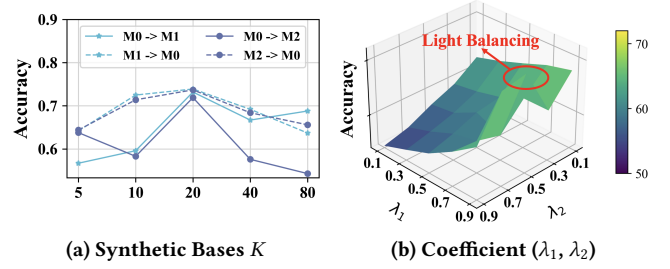 0.9
0.8
0.7
0.6
Accuracy
M0 -> M1
M1 -> M0
M0 -> M2
M2 -> M0
5 10 20 40 80
(a) Synthetic Bases K
Light Balancing
Accuracy
0.1
0.3
0.5
0.7
0.9
λ1
0.9
0.7
0.5
0.3
0.1
λ2
70
60
50
(b) Coefficient (λ1, λ2)